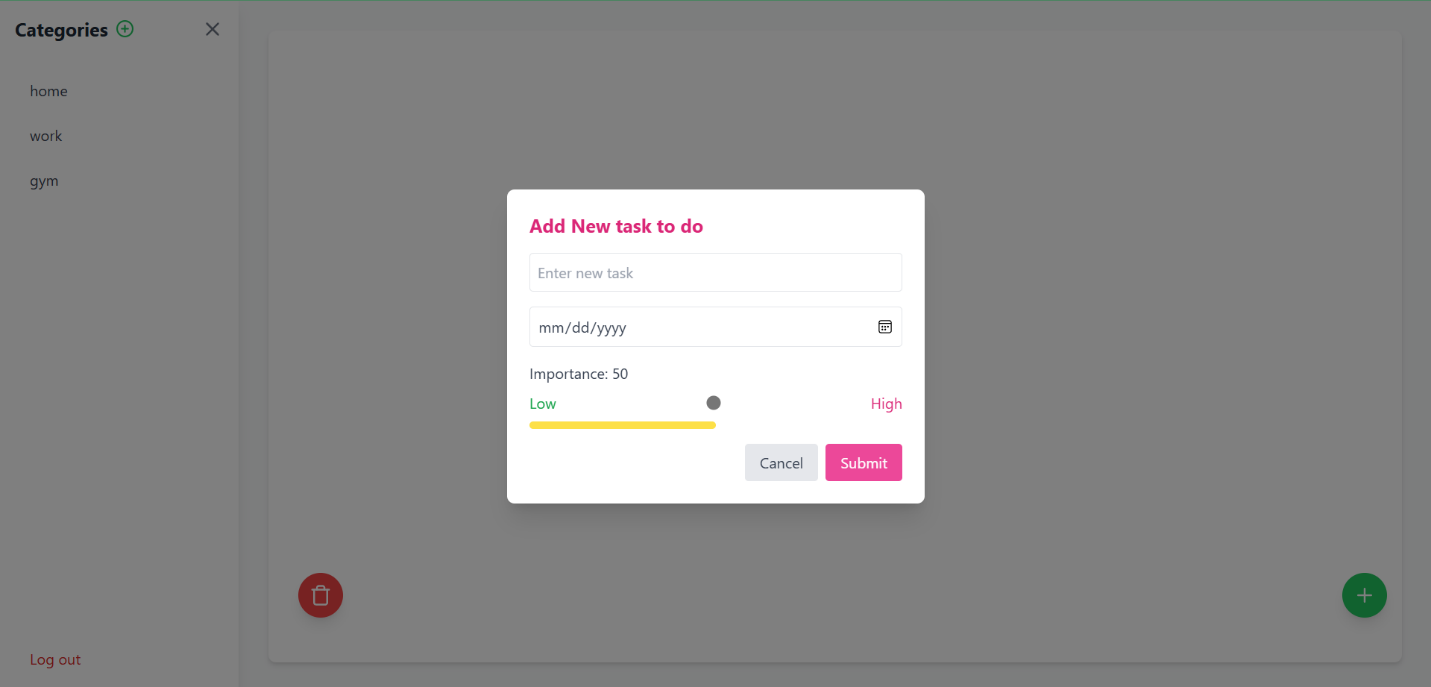 Categories
home
work
gym
Log out
Add New task to do
Enter new task
mm/dd/yyyy
Importance: 50
Low High
Cancel Submit